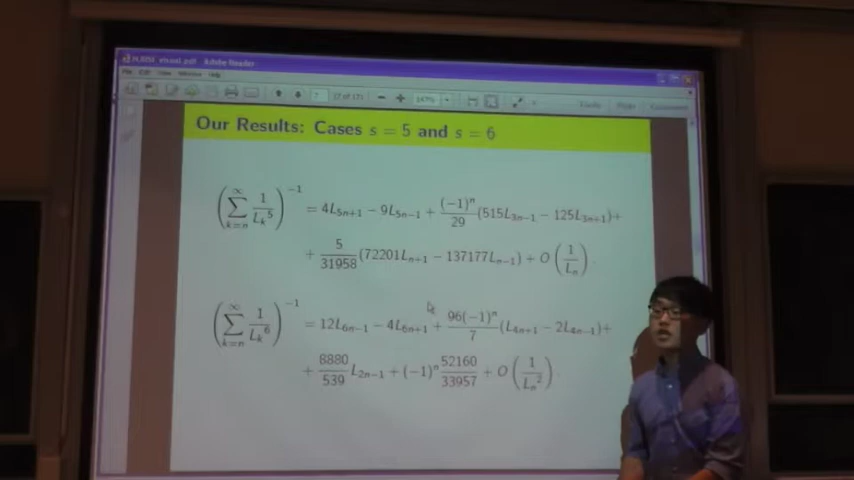 Adobe Reader
Our Results: Cases s = 5 and s = 6
( ∑_{k=n}^{∞} 1/L_k^5 )^{-1} = 4L_{5n+1} − 9L_{5n−1} + (−1)^n/29 (515L_{3n−1} − 125L_{3n+1})+
+ 5/31958 (72201L_{n+1} − 137177L_{n−1}) + O(1/L_n).
( ∑_{k=n}^{∞} 1/L_k^6 )^{-1} = 12L_{6n−1} − 4L_{6n+1} + 96(−1)^n/7 (L_{4n+1} − 2L_{4n−1})+
+ 8880/539 L_{2n−1} + (−1)^n 52160/33957 + O(1/L_n^2)